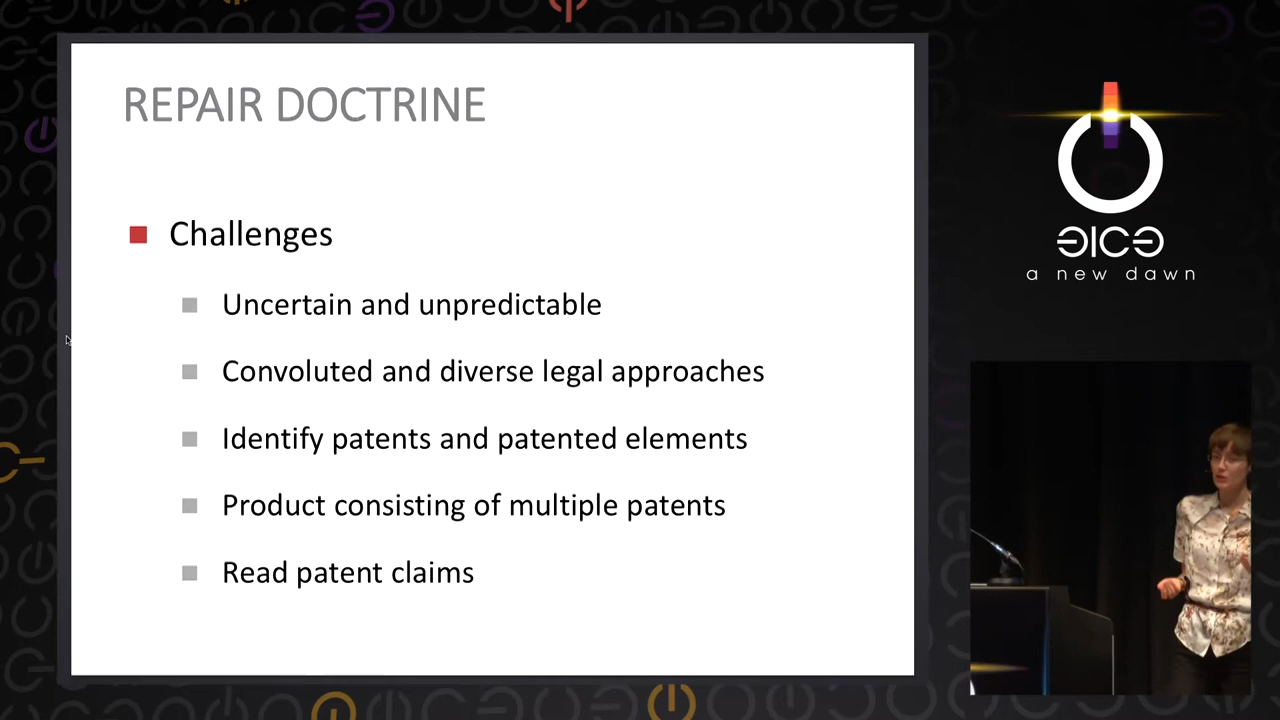 REPAIR DOCTRINE
Challenges
Uncertain and unpredictable
Convoluted and diverse legal approaches
Identify patents and patented elements
Product consisting of multiple patents
Read patent claims
a new dawn